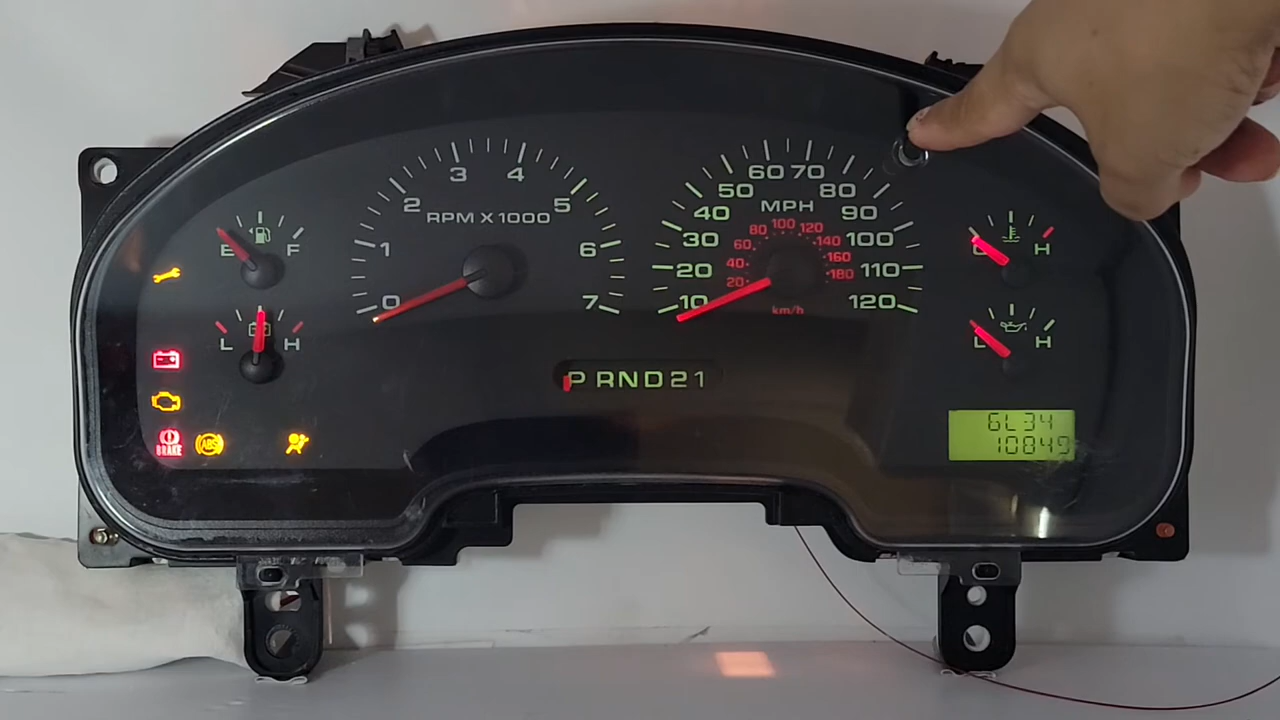 0 1 2 3 4 5 6 7
RPM X 1000
10 20 30 40 50 60 70 80 90 100 110 120
MPH
20 40 60 80 100 120 140 160 180
km/h
E F
L H
C H
L H
P R N D 2 1
GL34
10849
BRAKE
ABS